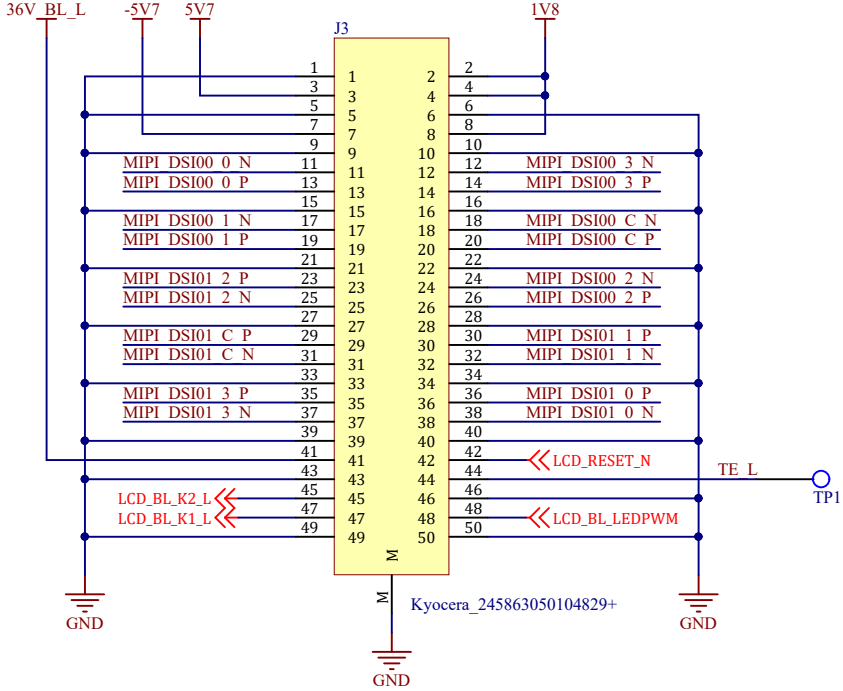 36V_BL_L -5V7 5V7 1V8
J3
1 1 2 2
3 3 4 4
5 5 6 6
7 7 8 8
9 9 10 10
MIPI_DSI00_0_N 11 11 12 12 MIPI_DSI00_3_N
MIPI_DSI00_0_P 13 13 14 14 MIPI_DSI00_3_P
15 15 16 16
MIPI_DSI00_1_N 17 17 18 18 MIPI_DSI00_C_N
MIPI_DSI00_1_P 19 19 20 20 MIPI_DSI00_C_P
21 21 22 22
MIPI_DSI01_2_P 23 23 24 24 MIPI_DSI00_2_N
MIPI_DSI01_2_N 25 25 26 26 MIPI_DSI00_2_P
27 27 28 28
MIPI_DSI01_C_P 29 29 30 30 MIPI_DSI01_1_P
MIPI_DSI01_C_N 31 31 32 32 MIPI_DSI01_1_N
33 33 34 34
MIPI_DSI01_3_P 35 35 36 36 MIPI_DSI01_0_P
MIPI_DSI01_3_N 37 37 38 38 MIPI_DSI01_0_N
39 39 40 40
41 41 42 42 LCD_RESET_N
43 43 44 44 TE_L TP1
LCD_BL_K2_L 45 45 46 46
LCD_BL_K1_L 47 47 48 48 LCD_BL_LEDPWM
49 49 50 50
M
M Kyocera_245863050104829+
GND GND
GND